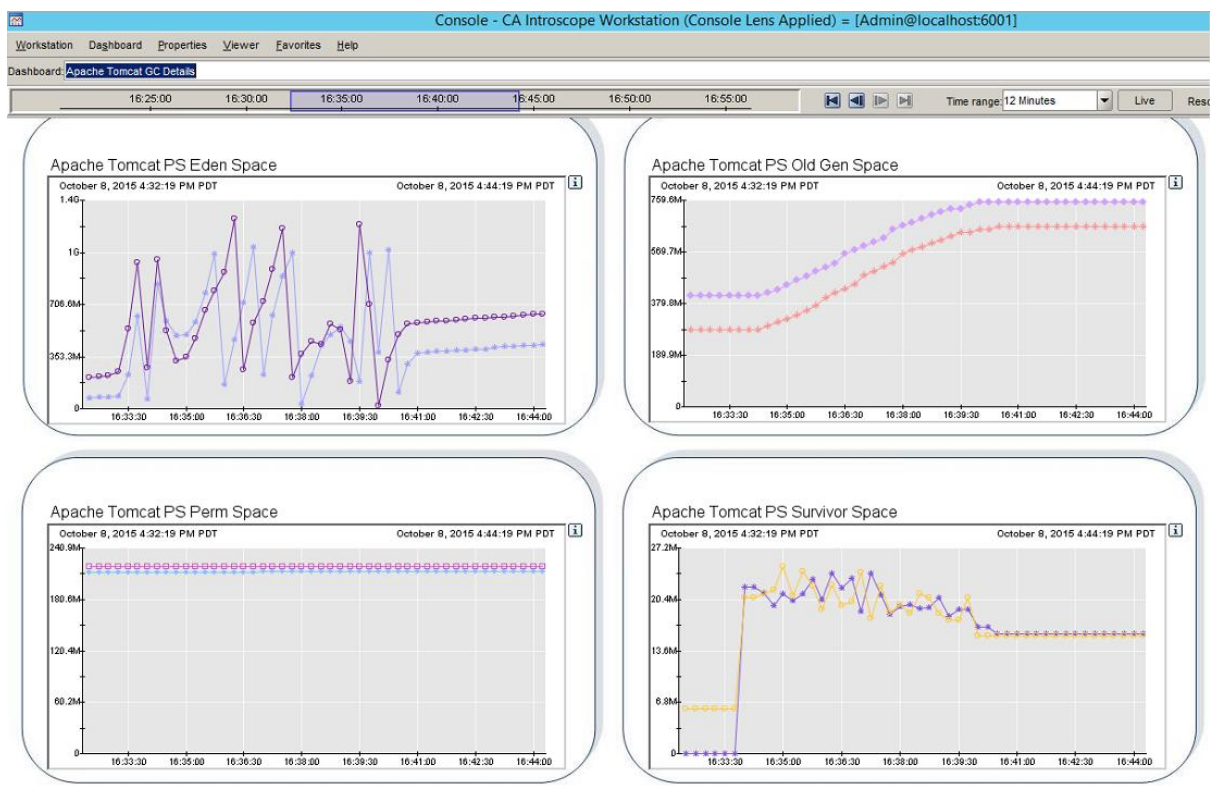 Console - CA Introscope Workstation (Console Lens Applied) = [Admin@localhost:6001]
Workstation Dashboard Properties Viewer Favorites Help
Dashboard: Apache Tomcat GC Details
16:25:00 16:30:00 16:35:00 16:40:00 16:45:00 16:50:00 16:55:00 Time range: 12 Minutes Live Reso
Apache Tomcat PS Eden Space
October 8, 2015 4:32:19 PM PDT October 8, 2015 4:44:19 PM PDT
1.4G
1G
706.6M
353.3M
0
16:33:30 16:35:00 16:36:30 16:38:00 16:39:30 16:41:00 16:42:30 16:44:00
Apache Tomcat PS Old Gen Space
October 8, 2015 4:32:19 PM PDT October 8, 2015 4:44:19 PM PDT
759.6M
569.7M
379.8M
189.9M
0
16:33:30 16:35:00 16:36:30 16:38:00 16:39:30 16:41:00 16:42:30 16:44:00
Apache Tomcat PS Perm Space
October 8, 2015 4:32:19 PM PDT October 8, 2015 4:44:19 PM PDT
240.9M
180.6M
120.4M
60.2M
0
16:33:30 16:35:00 16:36:30 16:38:00 16:39:30 16:41:00 16:42:30 16:44:00
Apache Tomcat PS Survivor Space
October 8, 2015 4:32:19 PM PDT October 8, 2015 4:44:19 PM PDT
27.2M
20.4M
13.6M
6.8M
0
16:33:30 16:35:00 16:36:30 16:38:00 16:39:30 16:41:00 16:42:30 16:44:00